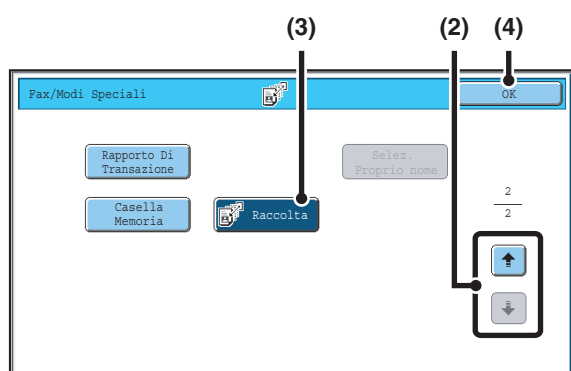 (3)
(2)
(4)
Fax/Modi Speciali
OK
Rapporto Di
Transazione
Selez.
Proprio nome
Casella
Memoria
Raccolta
2
2